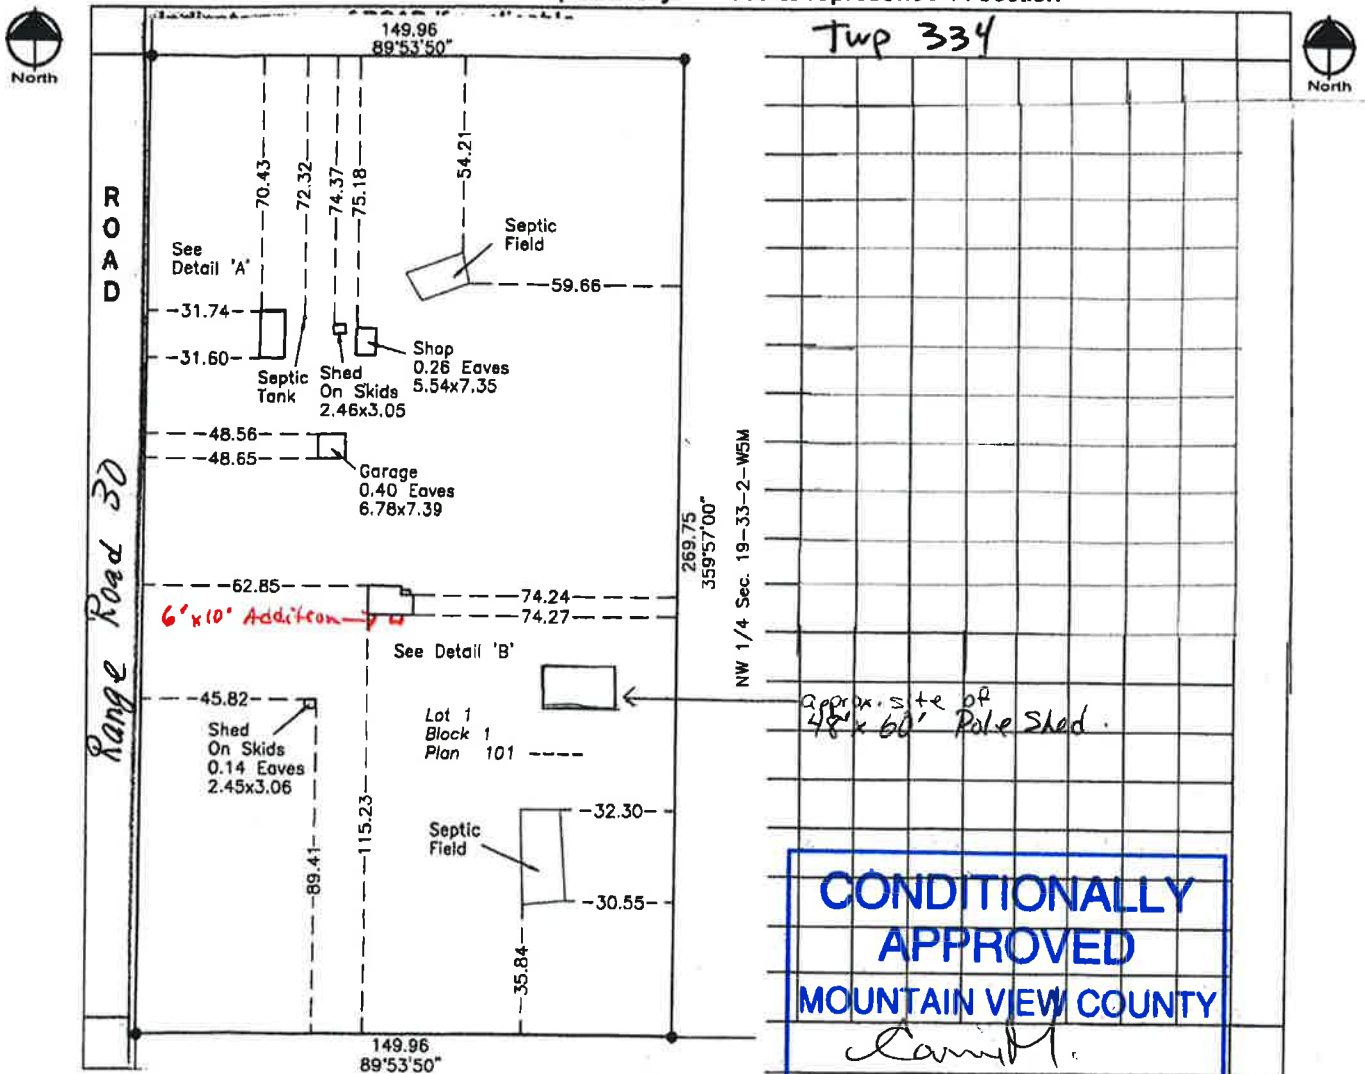 149.96
89°53'50"
Twp 334
North
North
ROAD
70.43
72.32
74.37
75.18
54.21
See
Detail 'A'
Septic
Field
59.66
31.74
31.60
Septic
Tank
Shed
On Skids
2.46x3.05
Shop
0.26 Eaves
5.54x7.35
48.56
48.65
Garage
0.40 Eaves
6.78x7.39
Range Road 30
269.75
359°57'00"
NW 1/4 Sec. 19-33-2-W5M
62.85
74.24
74.27
6'x10' Addition
See Detail 'B'
45.82
Shed
On Skids
0.14 Eaves
2.45x3.06
Lot 1
Block 1
Plan 101 ----
approx. site of
48' x 60' Pole Shed.
115.23
89.41
Septic
Field
32.30
30.55
35.84
CONDITIONALLY
APPROVED
MOUNTAIN VIEW COUNTY
149.96
89°53'50"